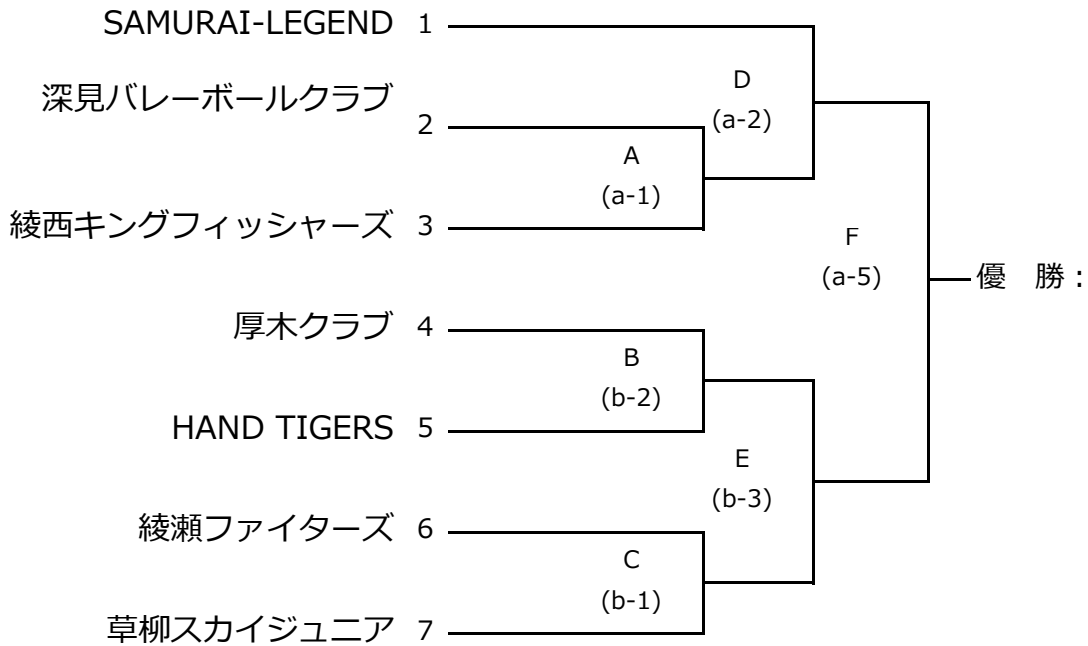 SAMURAI-LEGEND 1
深見バレーボールクラブ
2
D
(a-2)
A
(a-1)
綾西キングフィッシャーズ 3
F
(a-5)
優　勝：
厚木クラブ 4
B
(b-2)
HAND TIGERS 5
E
(b-3)
綾瀬ファイターズ 6
C
(b-1)
草柳スカイジュニア 7